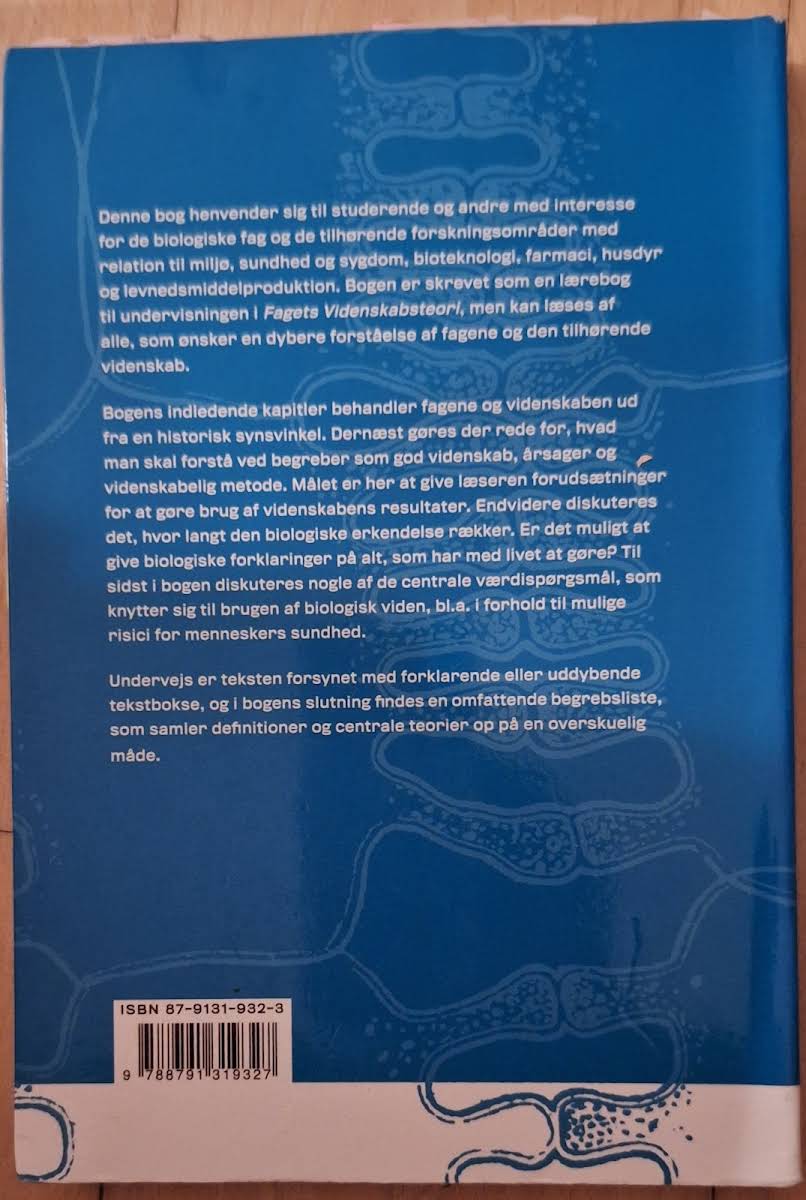 Denne bog henvender sig til studerende og andre med interesse
for de biologiske fag og de tilhørende forskningsområder med
relation til miljø, sundhed og sygdom, bioteknologi, farmaci, husdyr
og levnedsmiddelproduktion. Bogen er skrevet som en lærebog
til undervisningen i Fagets Videnskabsteori, men kan læses af
alle, som ønsker en dybere forståelse af fagene og den tilhørende
videnskab.
Bogens indledende kapitler behandler fagene og videnskaben ud
fra en historisk synsvinkel. Dernæst gøres der rede for, hvad
man skal forstå ved begreber som god videnskab, årsager og
videnskabelig metode. Målet er her at give læseren forudsætninger
for at gøre brug af videnskabens resultater. Endvidere diskuteres
det, hvor langt den biologiske erkendelse rækker. Er det muligt at
give biologiske forklaringer på alt, som har med livet at gøre? Til
sidst i bogen diskuteres nogle af de centrale værdispørgsmål, som
knytter sig til brugen af biologisk viden, bl.a. i forhold til mulige
risici for menneskers sundhed.
Undervejs er teksten forsynet med forklarende eller uddybende
tekstbokse, og i bogens slutning findes en omfattende begrebsliste,
som samler definitioner og centrale teorier op på en overskuelig
måde.
ISBN 87-9131-932-3
9 788791 319327